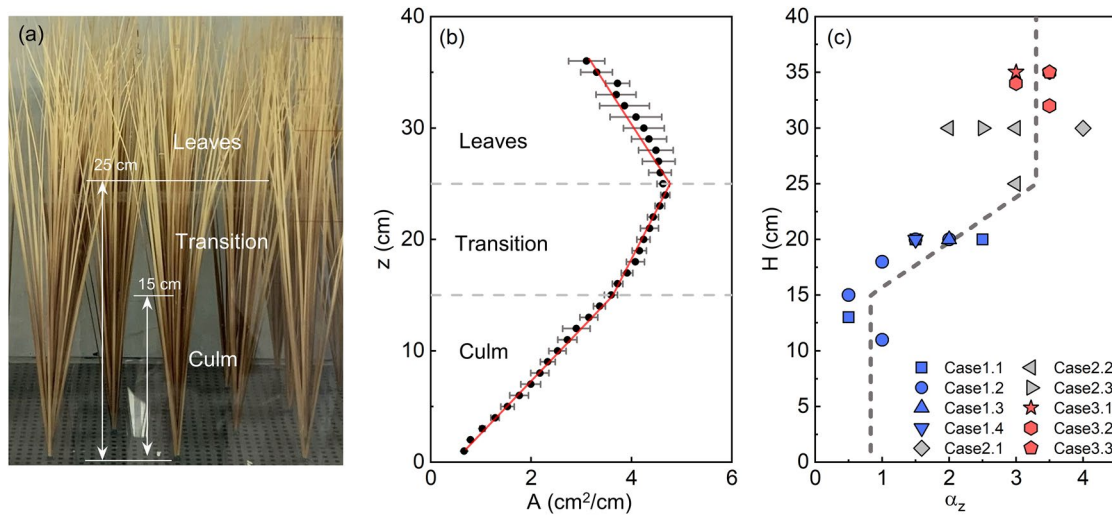 (a)
Leaves
25 cm
Transition
15 cm
Culm
(b)
40
30
20
10
0
z (cm)
Leaves
Transition
Culm
0 2 4 6
A (cm²/cm)
(c)
40
35
30
25
20
15
10
5
0
H (cm)
Case1.1 Case2.2
Case1.2 Case2.3
Case1.3 Case3.1
Case1.4 Case3.2
Case2.1 Case3.3
0 1 2 3 4
αz